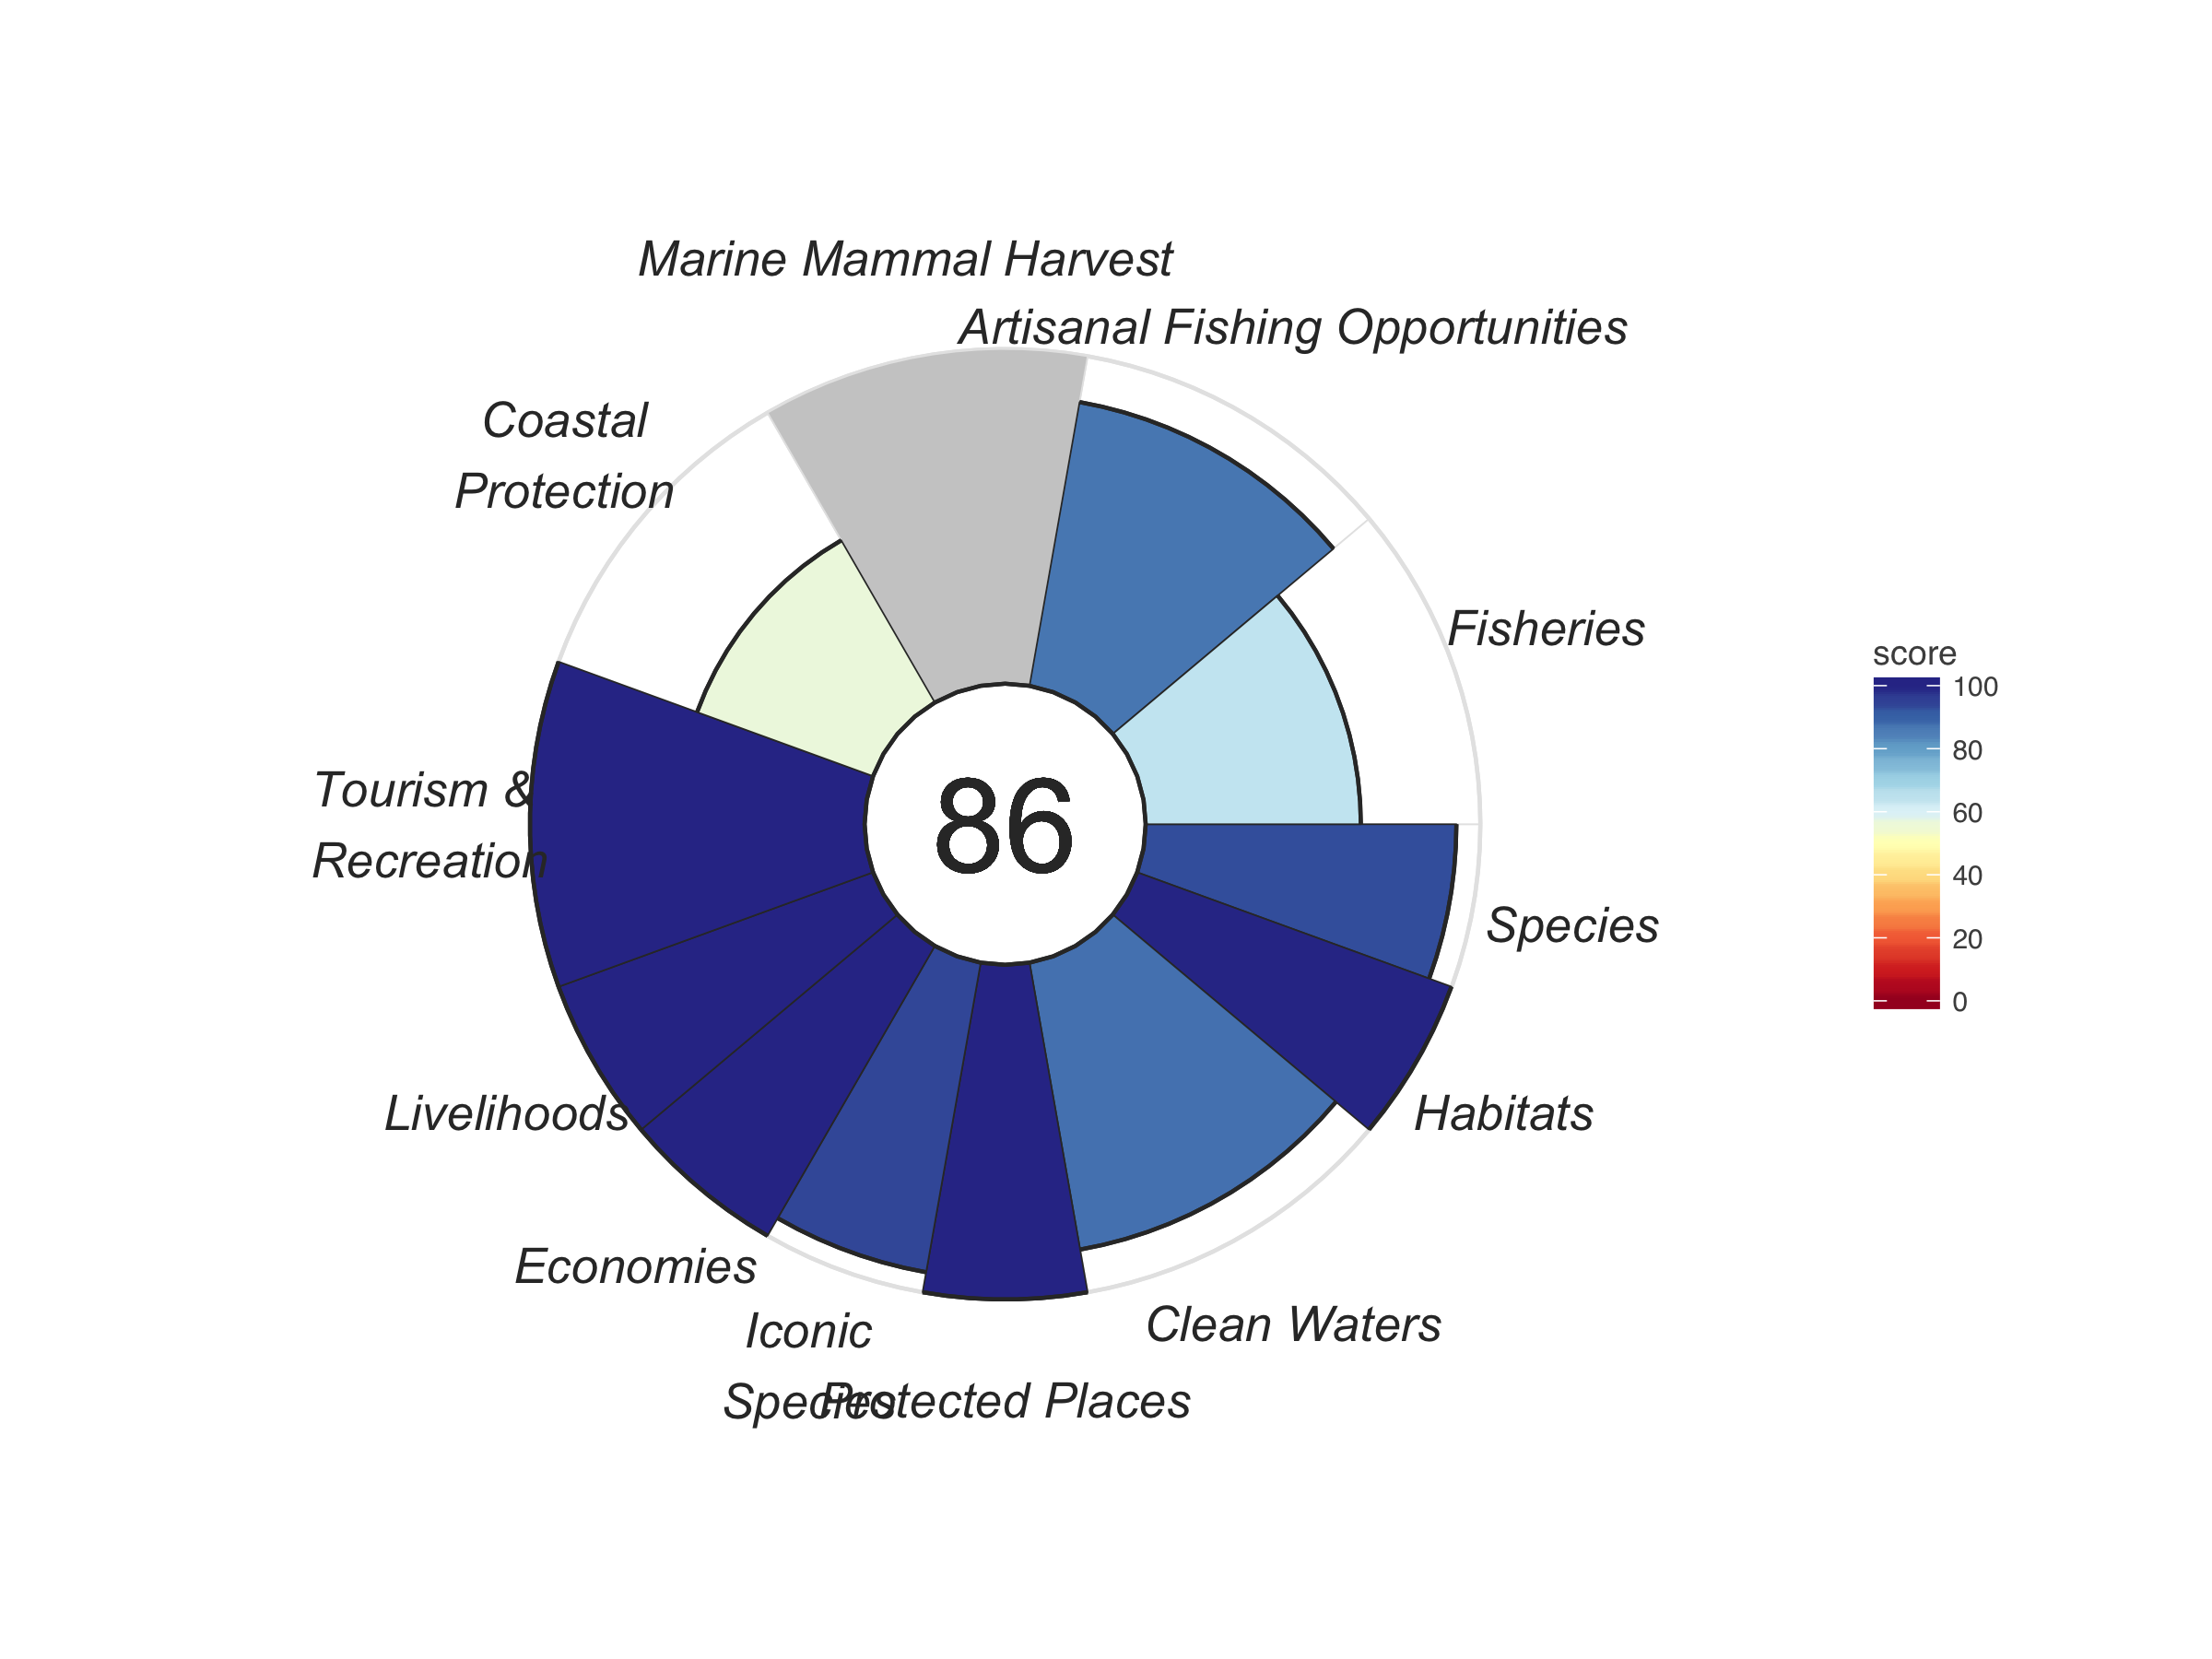 Marine Mammal Harvest
Artisanal Fishing Opportunities
Coastal
Protection
Fisheries
score
100
80
60
40
20
0
Tourism &
Recreation
86
Species
Livelihoods
Habitats
Economies
Iconic
Species
Clean Waters
Protected Places